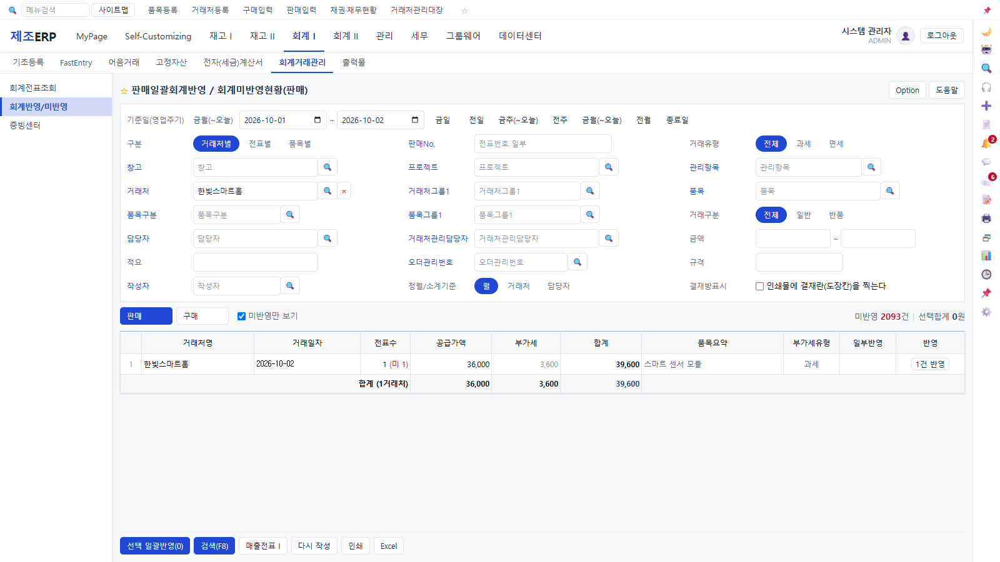 메뉴검색 사이트맵 품목등록 거래처등록 구매입력 판매입력 채권·채무현황 거래처관리대장
제조ERP MyPage Self-Customizing 재고 I 재고 II 회계 I 회계 II 관리 세무 그룹웨어 데이터센터 시스템 관리자 ADMIN 로그아웃
기초등록 FastEntry 어음거래 고정자산 전자(세금)계산서 회계거래관리 출력물
회계전표조회
회계반영/미반영
증빙센터
판매일괄회계반영 / 회계미반영현황(판매) Option 도움말
기준일(영업주기) 금월(~오늘) 2026-10-01 ~ 2026-10-02 금일 전일 금주(~오늘) 전주 금월(~오늘) 전월 종료일
구분 거래처별 전표별 품목별 판매No. 전표번호 일부 거래유형 전체 과세 면세
창고 창고 프로젝트 프로젝트 관리항목 관리항목
거래처 한빛스마트홈 × 거래처그룹1 거래처그룹1 품목 품목
품목구분 품목구분 품목그룹1 품목그룹1 거래구분 전체 일반 반품
담당자 담당자 거래처관리담당자 거래처관리담당자 금액 ~
적요 오더관리번호 오더관리번호 규격
작성자 작성자 정렬/소계기준 월 거래처 담당자 결재방표시 인쇄물에 결재란(도장칸)을 찍는다
판매 구매 미반영만 보기 미반영 2093건 | 선택합계 0원
거래처명 거래일자 전표수 공급가액 부가세 합계 품목요약 부가세유형 일부반영 반영
1 한빛스마트홈 2026-10-02 1 (미 1) 36,000 3,600 39,600 스마트 센서 모듈 과세 1건 반영
합계 (1거래처) 36,000 3,600 39,600
선택 일괄반영(0) 검색(F8) 매출전표 I 다시 작성 인쇄 Excel
2
6